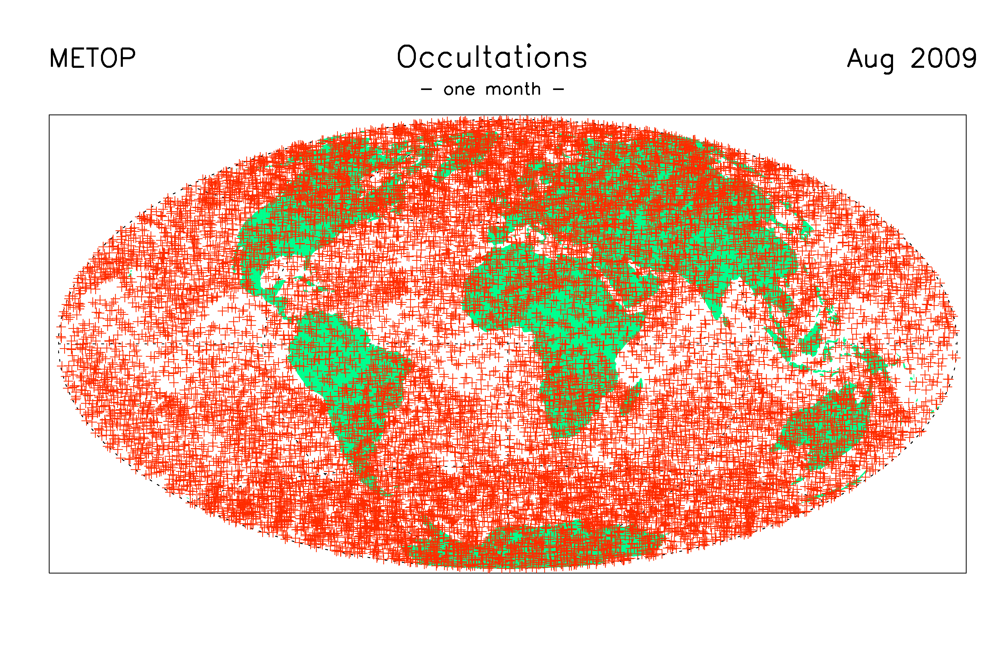 METOP Occultations Aug 2009
– one month –